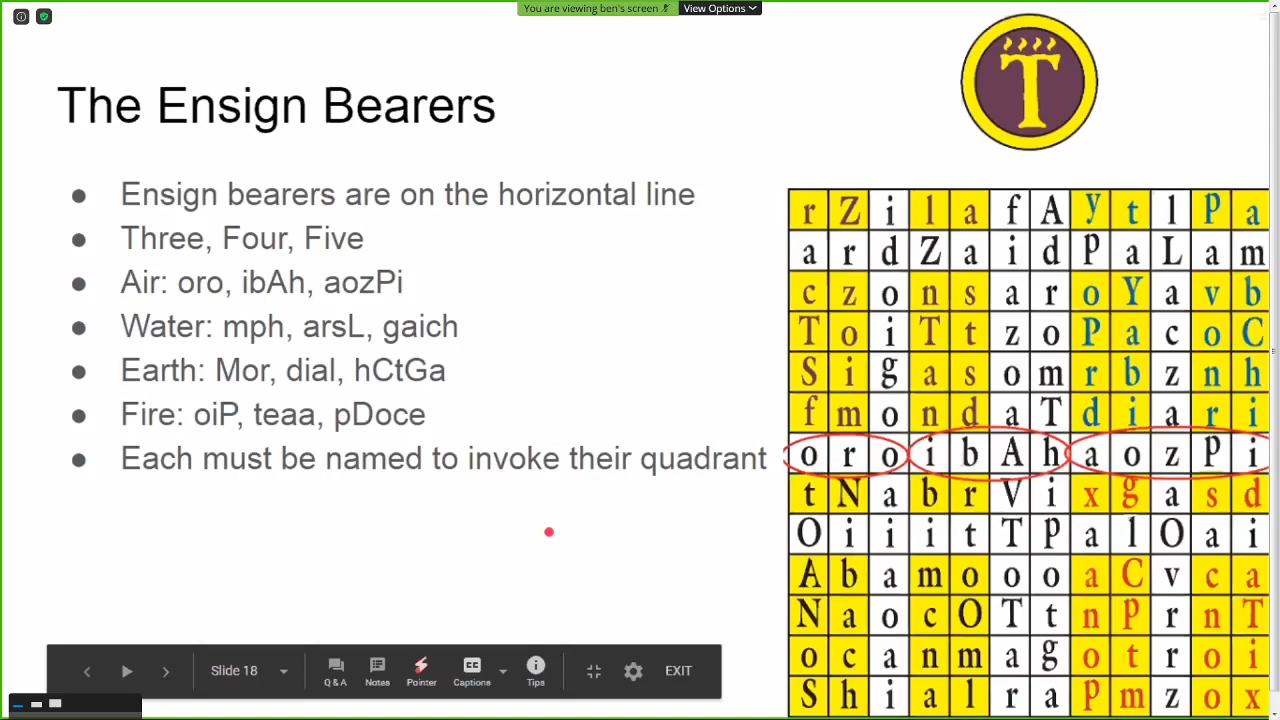 You are viewing ben's screen
View Options
T
The Ensign Bearers
● Ensign bearers are on the horizontal line
● Three, Four, Five
● Air: oro, ibAh, aozPi
● Water: mph, arsL, gaich
● Earth: Mor, dial, hCtGa
● Fire: oiP, teaa, pDoce
● Each must be named to invoke their quadrant
r Z i l a f A y t l P a
a r d Z a i d P a L a m
c z o n s a r o Y a v b
T o i T t z o P a c o C
S i g a s o m r b z n h
f m o n d a T d i a r i
o r o i b A h a o z P i
t N a b r V i x g a s d
O i i i t T P a l O a i
A b a m o o o a C v c a
N a o c O T t n p r n T
o c a n m a g o t r o i
S h i a l r a p m z o x
Slide 18
Q & A
Notes
Pointer
CC
Captions
Tips
EXIT